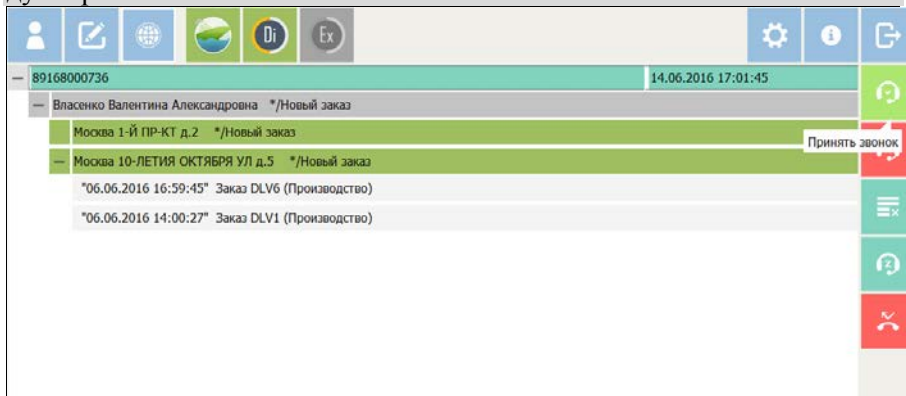 Di Ex
89168000736 14.06.2016 17:01:45
Власенко Валентина Александровна */Новый заказ
Москва 1-Й ПР-КТ д.2 */Новый заказ
Принять звонок
Москва 10-ЛЕТИЯ ОКТЯБРЯ УЛ д.5 */Новый заказ
"06.06.2016 16:59:45" Заказ DLV6 (Производство)
"06.06.2016 14:00:27" Заказ DLV1 (Производство)